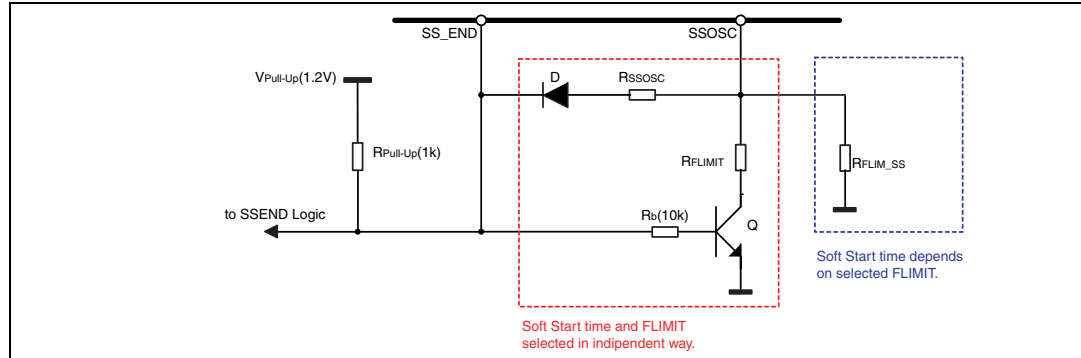 SS_END
SSOSC
VPull-Up(1.2V)
D
RSSOSC
RPull-Up(1k)
RFLIMIT
RFLIM_SS
to SSEND Logic
Rb(10k)
Q
Soft Start time depends
on selected FLIMIT.
Soft Start time and FLIMIT
selected in indipendent way.